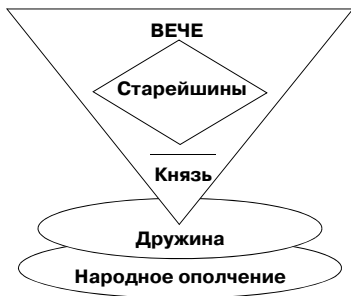 ВЕЧЕ
Старейшины
Князь
Дружина
Народное ополчение